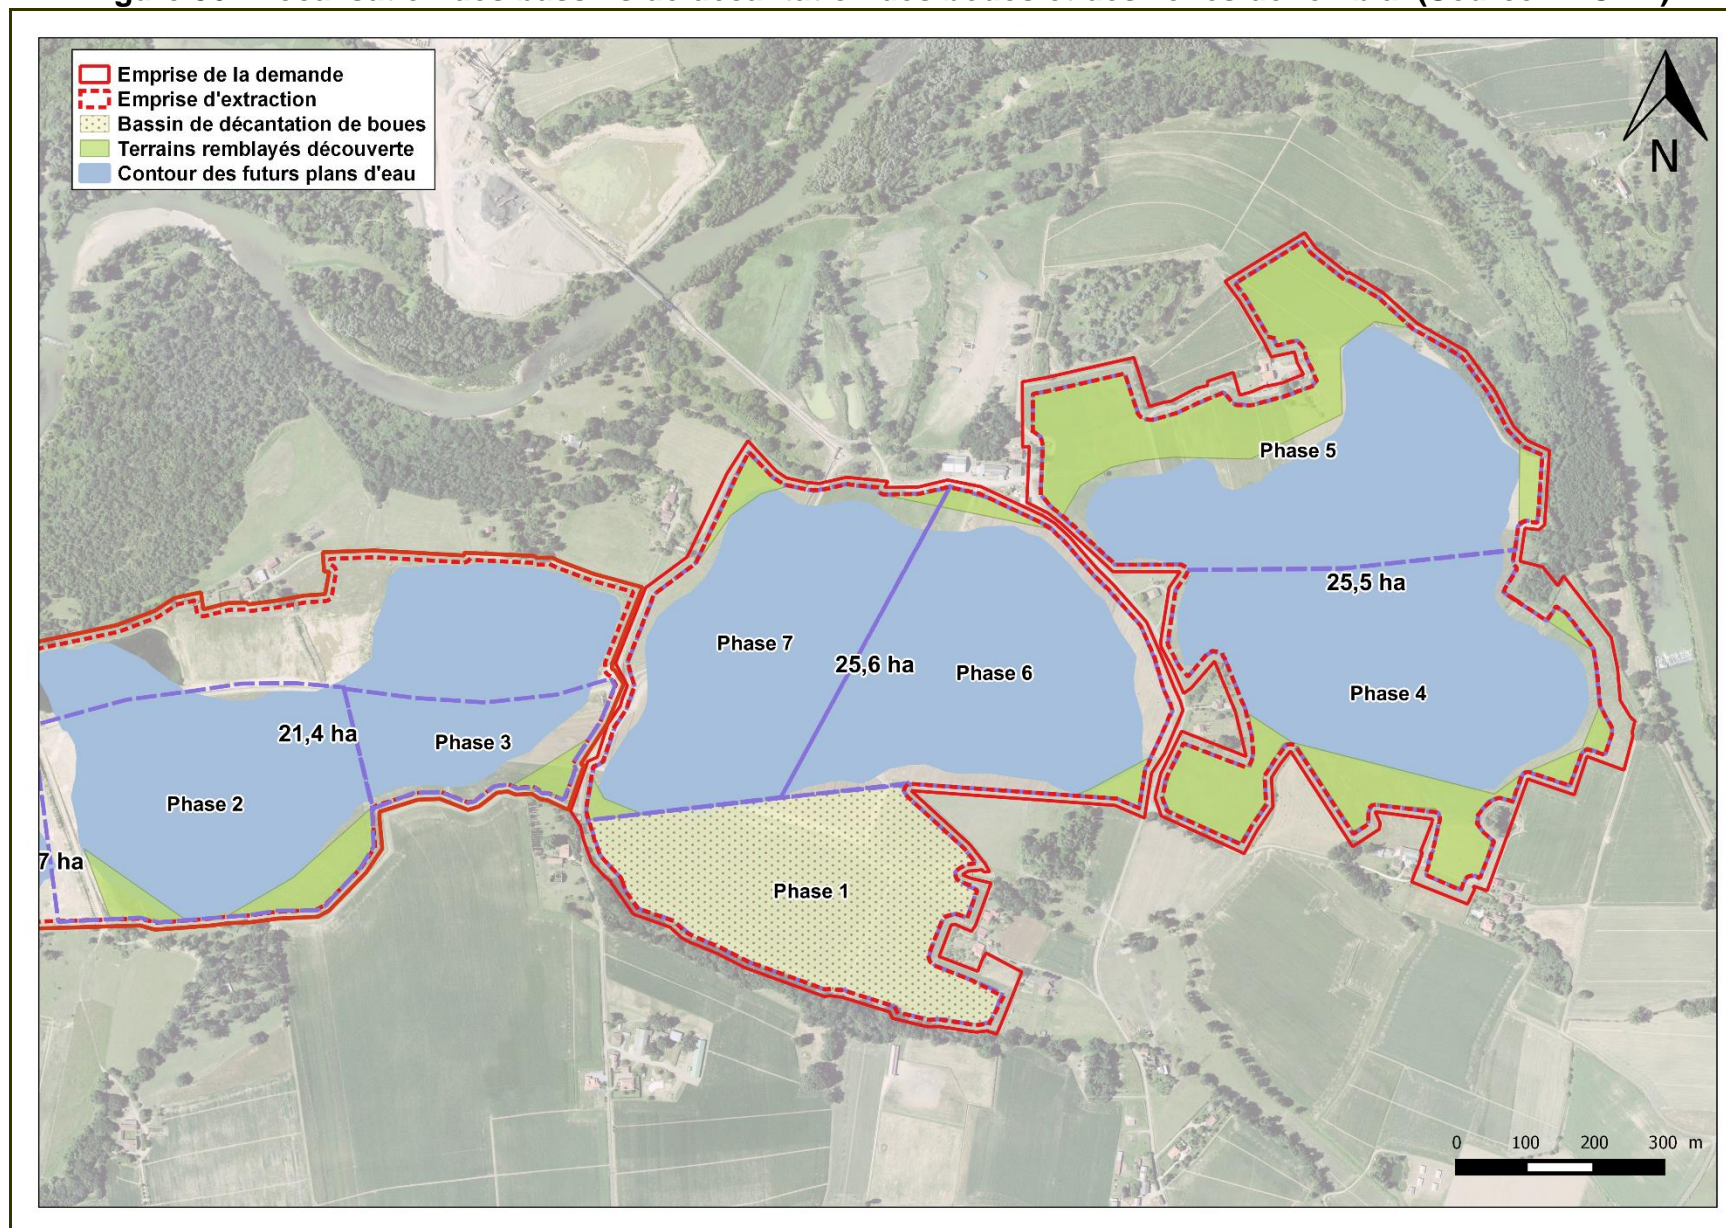 Emprise de la demande
Emprise d'extraction
Bassin de décantation de boues
Terrains remblayés découverte
Contour des futurs plans d'eau
N
Phase 5
25,5 ha
Phase 7
25,6 ha
Phase 6
Phase 4
21,4 ha
Phase 3
Phase 2
7 ha
Phase 1
0 100 200 300 m